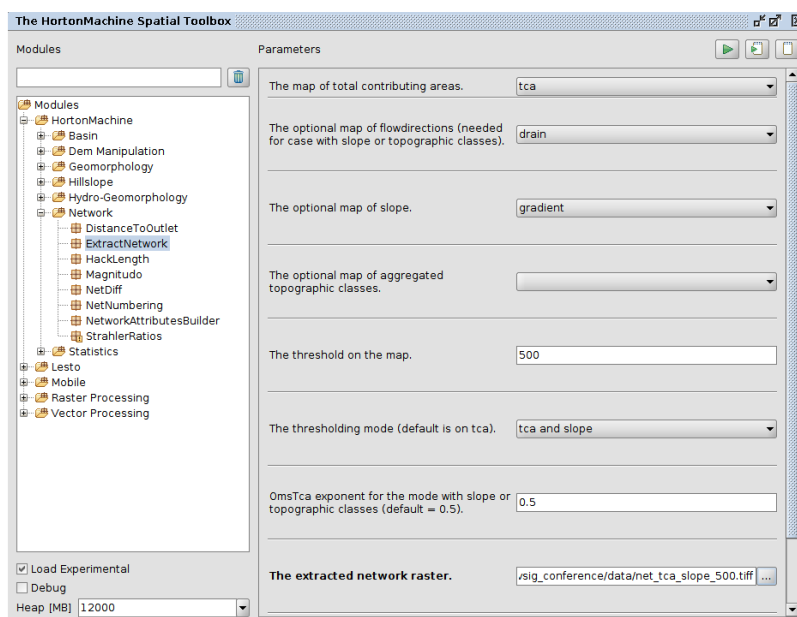 The HortonMachine Spatial Toolbox
Modules
Parameters
Modules
HortonMachine
Basin
Dem Manipulation
Geomorphology
Hillslope
Hydro-Geomorphology
Network
DistanceToOutlet
ExtractNetwork
HackLength
Magnitudo
NetDiff
NetNumbering
NetworkAttributesBuilder
StrahlerRatios
Statistics
Lesto
Mobile
Raster Processing
Vector Processing
Load Experimental
Debug
Heap [MB] 12000
The map of total contributing areas. tca
The optional map of flowdirections (needed
for case with slope or topographic classes). drain
The optional map of slope. gradient
The optional map of aggregated
topographic classes.
The threshold on the map. 500
The thresholding mode (default is on tca). tca and slope
OmsTca exponent for the mode with slope or
topographic classes (default = 0.5). 0.5
The extracted network raster. vsig_conference/data/net_tca_slope_500.tiff ...